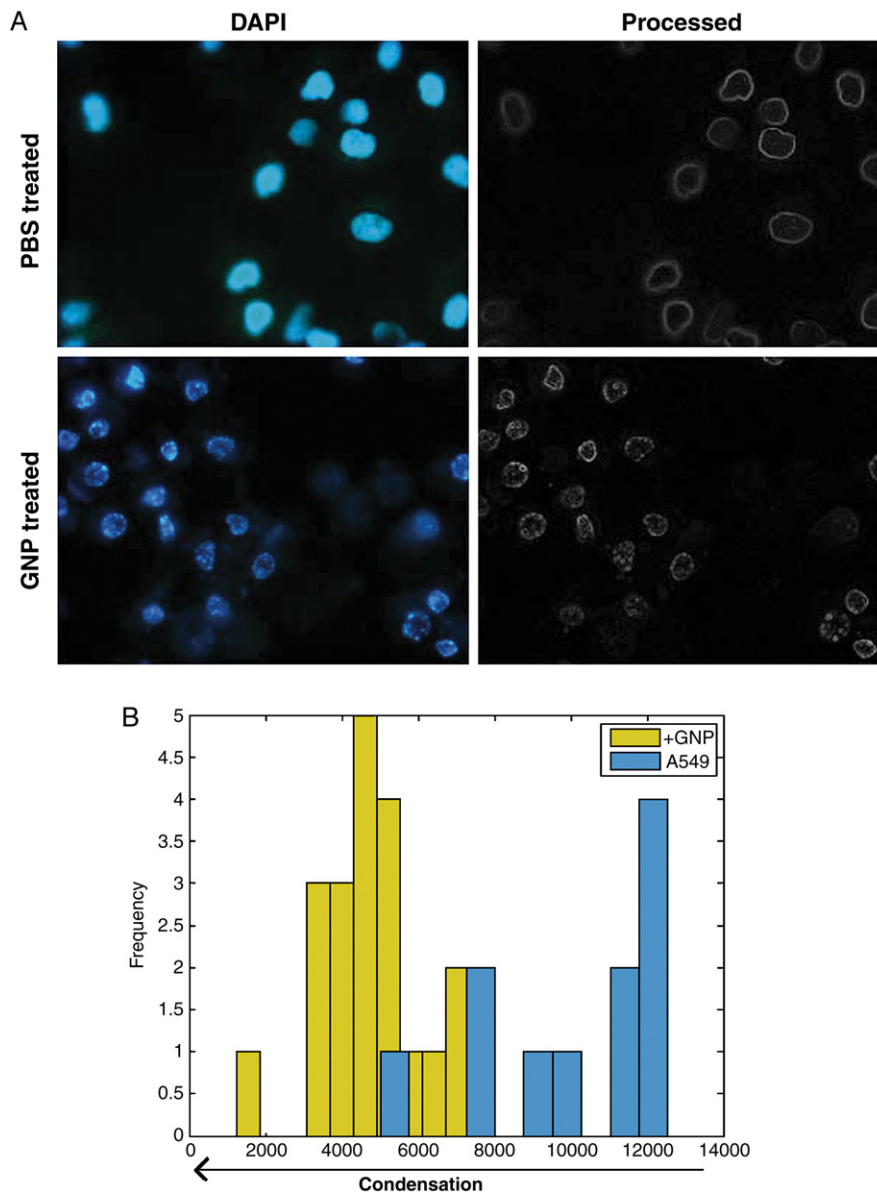 A
DAPI
Processed
PBS treated
GNP treated
B
5
4.5
4
3.5
3
2.5
2
1.5
1
0.5
0
Frequency
+GNP
A549
0 2000 4000 6000 8000 10000 12000 14000
Condensation